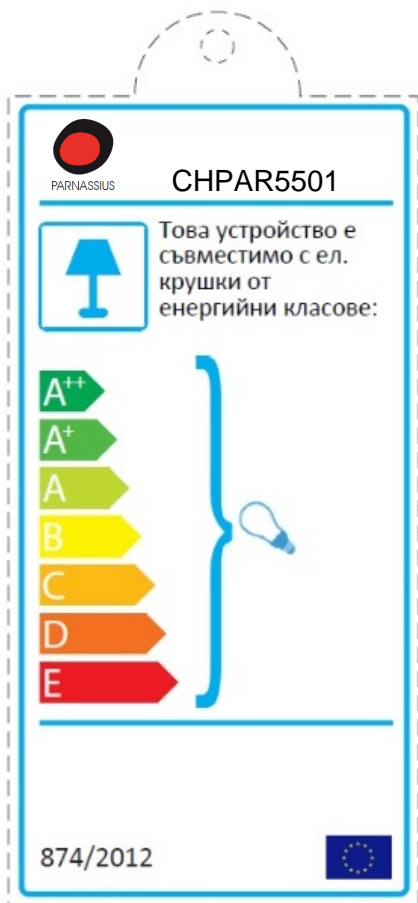 PARNASSIUS
CHPAR5501
Това устройство е
съвместимо с ел.
крушки от
енергийни класове:
A++
A+
A
B
C
D
E
874/2012